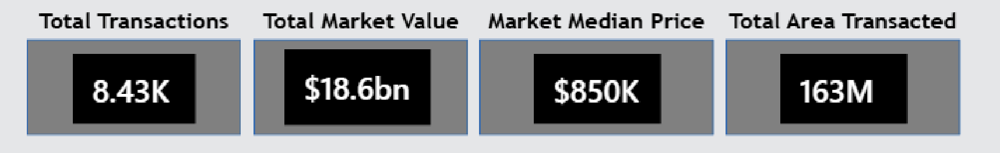 Total Transactions
Total Market Value
Market Median Price
Total Area Transacted
8.43K
$18.6bn
$850K
163M